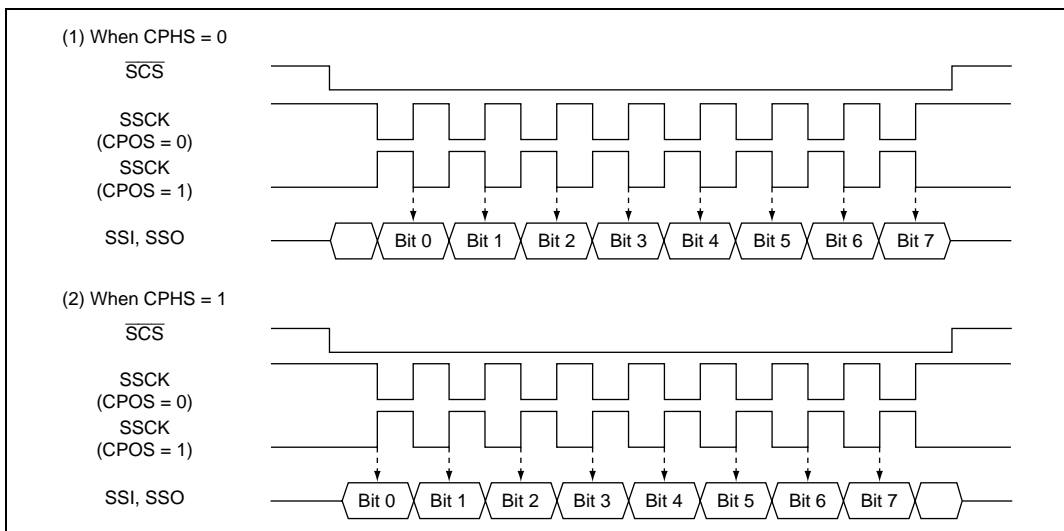 (1) When CPHS = 0
SCS
SSCK
(CPOS = 0)
SSCK
(CPOS = 1)
SSI, SSO
Bit 0 Bit 1 Bit 2 Bit 3 Bit 4 Bit 5 Bit 6 Bit 7
(2) When CPHS = 1
SCS
SSCK
(CPOS = 0)
SSCK
(CPOS = 1)
SSI, SSO
Bit 0 Bit 1 Bit 2 Bit 3 Bit 4 Bit 5 Bit 6 Bit 7